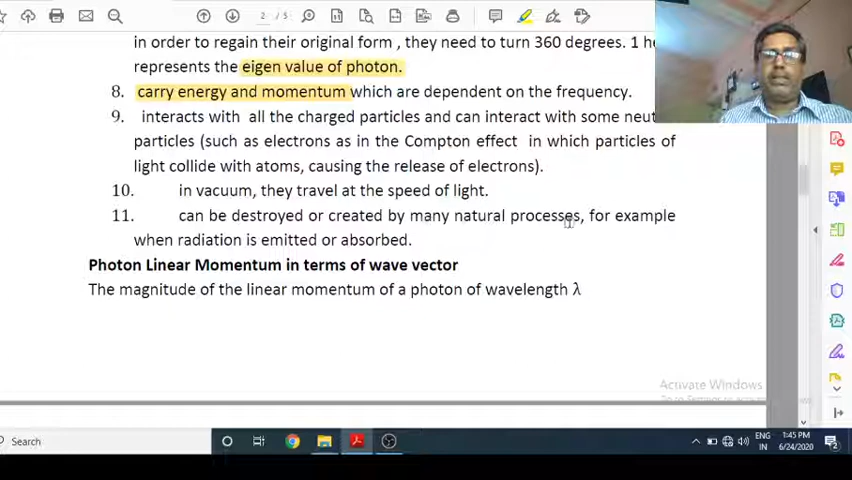 2 / 5
in order to regain their original form , they need to turn 360 degrees. 1 he
represents the eigen value of photon.
8. carry energy and momentum which are dependent on the frequency.
9. interacts with all the charged particles and can interact with some neut
particles (such as electrons as in the Compton effect in which particles of
light collide with atoms, causing the release of electrons).
10. in vacuum, they travel at the speed of light.
11. can be destroyed or created by many natural processes, for example
when radiation is emitted or absorbed.
Photon Linear Momentum in terms of wave vector
The magnitude of the linear momentum of a photon of wavelength λ
Activate Windows
Search
ENG
IN
1:45 PM
6/24/2020
2